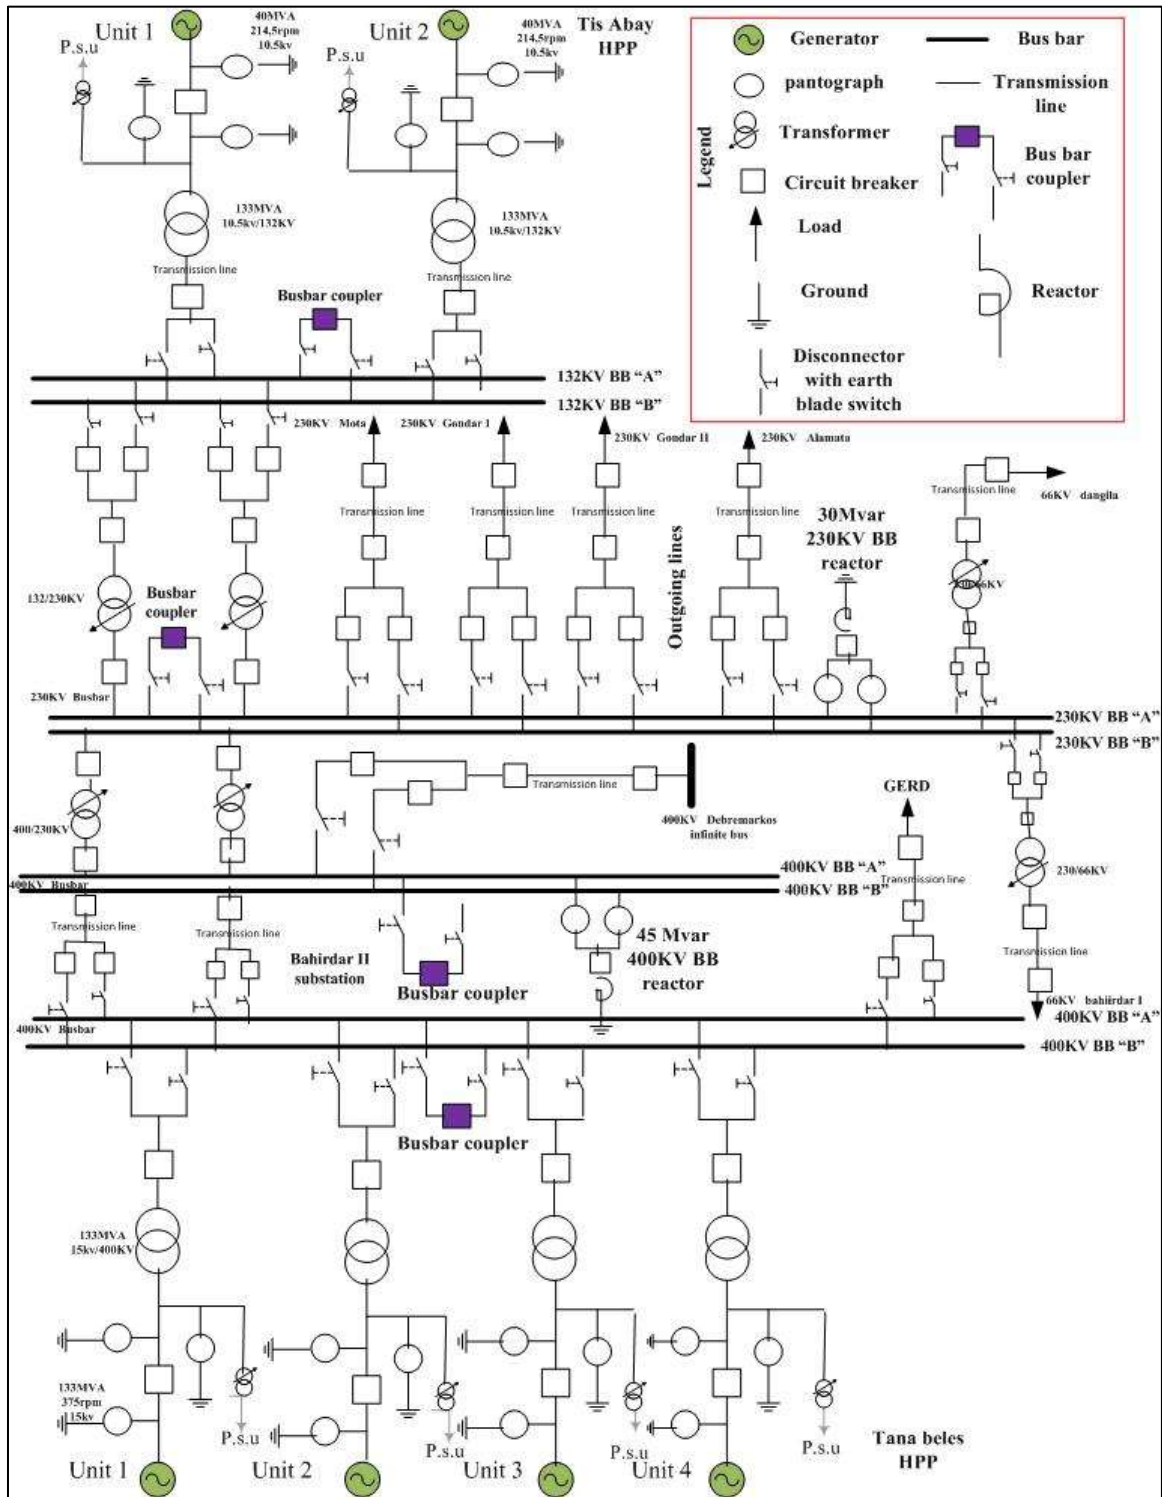 Unit 1
40MVA
214,5rpm
10.5kv
P.s.u
Unit 2
40MVA
214,5rpm
10.5kv
P.s.u
Tis Abay
HPP
133MVA
10.5kv/132KV
133MVA
10.5kv/132KV
Transmission line
Transmission line
Busbar coupler
132KV BB “A”
132KV BB “B”
Legend
Generator
Bus bar
pantograph
Transmission
line
Transformer
Bus bar
coupler
Circuit breaker
Load
Ground
Reactor
Disconnector
with earth
blade switch
230KV Mota
230KV Gondar I
230KV Gondar II
230KV Alamata
Transmission line
66KV dangila
Transmission line
Transmission line
Transmission line
Transmission line
Outgoing lines
30Mvar
230KV BB
reactor
230/66KV
132/230KV
Busbar
coupler
230KV Busbar
230KV BB “A”
230KV BB “B”
Transmission line
400KV Debremarkos
infinite bus
GERD
400/230KV
230/66KV
400KV BB “A”
400KV BB “B”
400KV Busbar
Transmission line
Transmission line
Transmission line
Transmission line
Bahirdar II
substation
Busbar coupler
45 Mvar
400KV BB
reactor
66KV bahiirdar I
400KV BB “A”
400KV Busbar
400KV BB “B”
Busbar coupler
133MVA
15kv/400KV
133MVA
375rpm
15kv
P.s.u
P.s.u
P.s.u
P.s.u
Unit 1
Unit 2
Unit 3
Unit 4
Tana beles
HPP